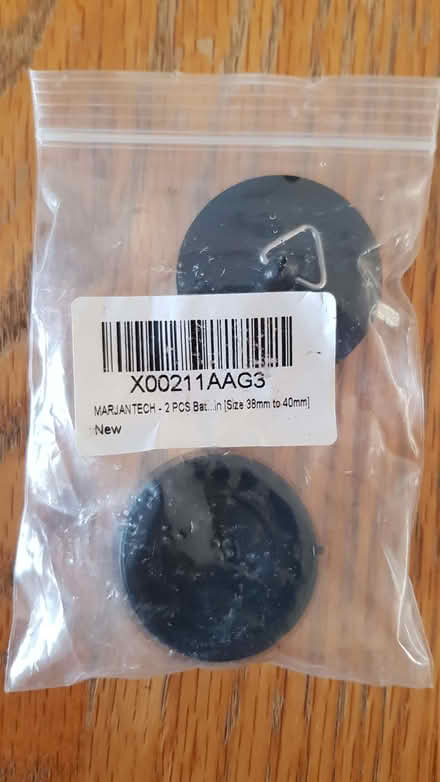 X00211AAG3
MARJANTECH - 2 PCS Bat...in [Size 38mm to 40mm]
New